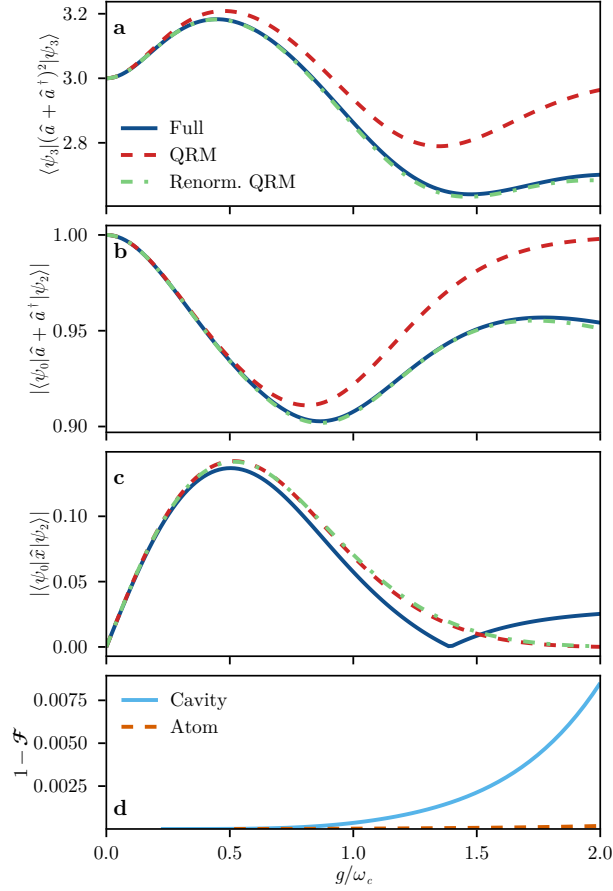 3.2
3.0
2.8
a
Full
QRM
Renorm. QRM
⟨ψ₃|(â + â†)²|ψ₃⟩
1.00
0.95
0.90
b
|⟨ψ₀|â + â†|ψ₂⟩|
0.10
0.05
0.00
c
|⟨ψ₀|x̂|ψ₂⟩|
0.0075
0.0050
0.0025
Cavity
Atom
d
1 − ℱ
0.0 0.5 1.0 1.5 2.0
g/ω_c